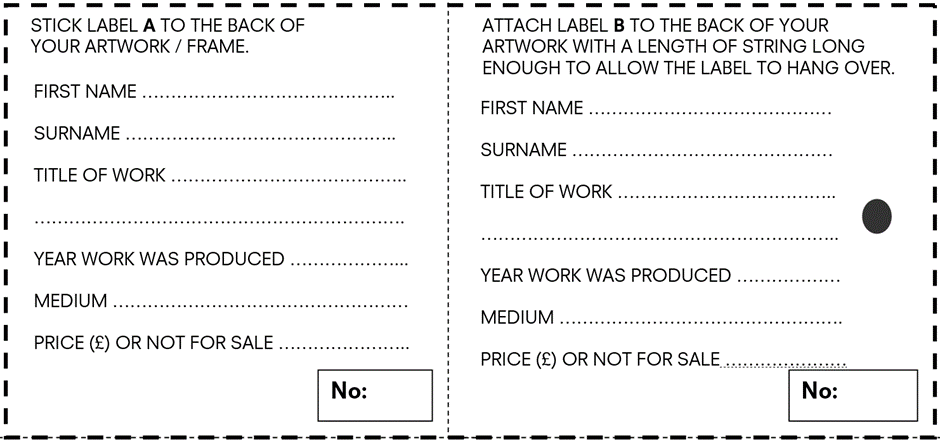 STICK LABEL A TO THE BACK OF
YOUR ARTWORK / FRAME.
FIRST NAME ……………………………………..
SURNAME ………………………………………..
TITLE OF WORK …………………………………..
……………………………………………………….
YEAR WORK WAS PRODUCED …………………...
MEDIUM ……………………………………………
PRICE (£) OR NOT FOR SALE …………………..
No:
ATTACH LABEL B TO THE BACK OF YOUR
ARTWORK WITH A LENGTH OF STRING LONG
ENOUGH TO ALLOW THE LABEL TO HANG OVER.
FIRST NAME ……………………………………
SURNAME ………………………………………
TITLE OF WORK ………………………………..
……………………………………………………..
YEAR WORK WAS PRODUCED ………………
MEDIUM ………………………………………….
PRICE (£) OR NOT FOR SALE …………………
No: